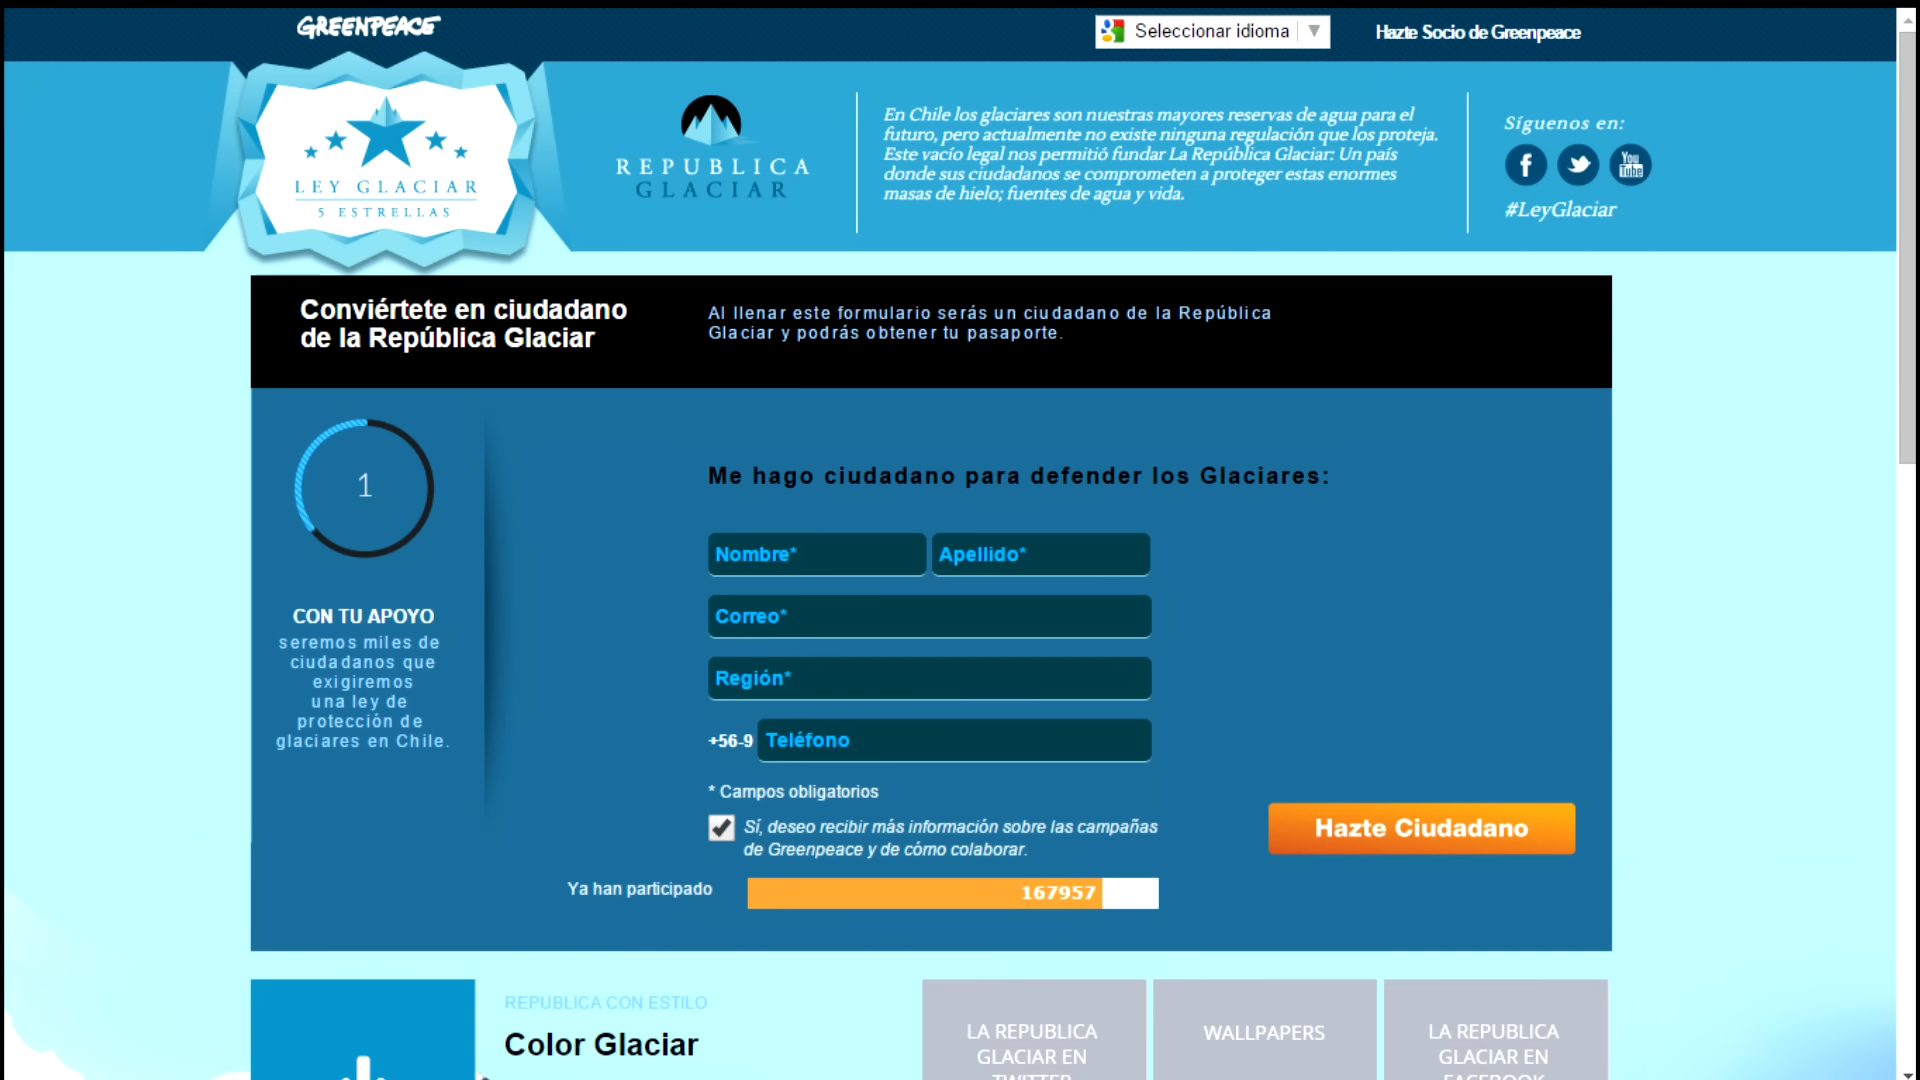 GREENPEACE
Seleccionar idioma
Hazte Socio de Greenpeace
LEY GLACIAR
5 ESTRELLAS
REPUBLICA
GLACIAR
En Chile los glaciares son nuestras mayores reservas de agua para el
futuro, pero actualmente no existe ninguna regulación que los proteja.
Este vacío legal nos permitió fundar La República Glaciar: Un país
donde sus ciudadanos se comprometen a proteger estas enormes
masas de hielo; fuentes de agua y vida.
Síguenos en:
You
Tube
#LeyGlaciar
Conviértete en ciudadano
de la República Glaciar
Al llenar este formulario serás un ciudadano de la República
Glaciar y podrás obtener tu pasaporte.
1
CON TU APOYO
seremos miles de
ciudadanos que
exigiremos
una ley de
protección de
glaciares en Chile.
Me hago ciudadano para defender los Glaciares:
Nombre*
Apellido*
Correo*
Región*
+56-9
Teléfono
* Campos obligatorios
Sí, deseo recibir más información sobre las campañas
de Greenpeace y de cómo colaborar.
Hazte Ciudadano
Ya han participado
167957
REPUBLICA CON ESTILO
Color Glaciar
LA REPUBLICA
GLACIAR EN
TWITTER
WALLPAPERS
LA REPUBLICA
GLACIAR EN
FACEBOOK